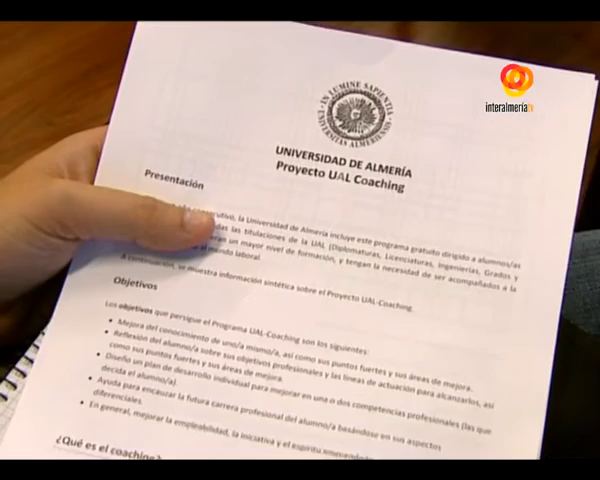 interalmeríatv
IN LUMINE SAPIENTIA
UNIVERSITAS ALMERIENSIS
UNIVERSIDAD DE ALMERÍA
Proyecto UAL Coaching
Presentación
la Universidad de Almería incluye este programa gratuito dirigido a alumnos/as
las titulaciones de la UAL (Diplomaturas, Licenciaturas, Ingenierías, Grados y
un mayor nivel de formación, y tengan la necesidad de ser acompañados a la
mundo laboral.
A continuación, se muestra información sintética sobre el Proyecto UAL-Coaching.
Objetivos
Los objetivos que persigue el Programa UAL-Coaching son los siguientes:
• Mejora del conocimiento de uno/a mismo/a, así como sus puntos fuertes y sus áreas de mejora.
• Reflexión del alumno/a sobre sus objetivos profesionales y las líneas de actuación para alcanzarlos, así
como sus puntos fuertes y sus áreas de mejora.
• Diseño un plan de desarrollo individual para mejorar en una o dos competencias profesionales (las que
decida el alumno/a).
• Ayuda para encauzar la futura carrera profesional del alumno/a basándose en sus aspectos
diferenciales.
• En general, mejorar la empleabilidad, la iniciativa y el espíritu
¿Qué es el coaching?